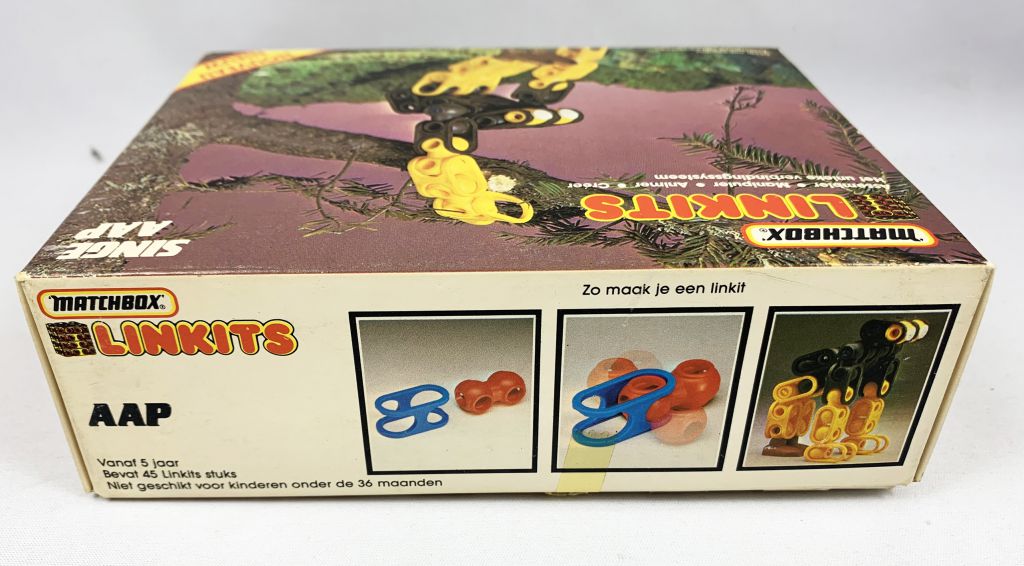 MATCHBOX®
LINKITS
Assembler • Manipuler • Animer • Créer
Met unieke verbindingssysteem
SINGE
AAP
MATCHBOX®
LINKITS
AAP
Vanaf 5 jaar
Bevat 45 Linkits stuks
Niet geschikt voor kinderen onder de 36 maanden
Zo maak je een linkit